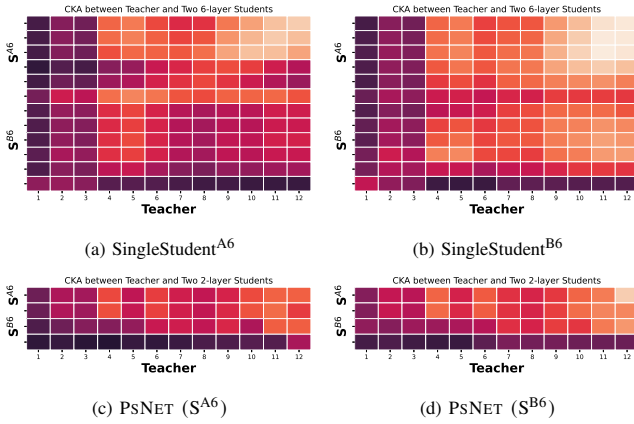 CKA between Teacher and Two 6-layer Students
S^A6
S^B6
1 2 3 4 5 6 7 8 9 10 11 12
Teacher
(a) SingleStudent^A6
CKA between Teacher and Two 6-layer Students
S^A6
S^B6
1 2 3 4 5 6 7 8 9 10 11 12
Teacher
(b) SingleStudent^B6
CKA between Teacher and Two 2-layer Students
S^A6
S^B6
1 2 3 4 5 6 7 8 9 10 11 12
Teacher
(c) PSNET (S^A6)
CKA between Teacher and Two 2-layer Students
S^A6
S^B6
1 2 3 4 5 6 7 8 9 10 11 12
Teacher
(d) PSNET (S^B6)